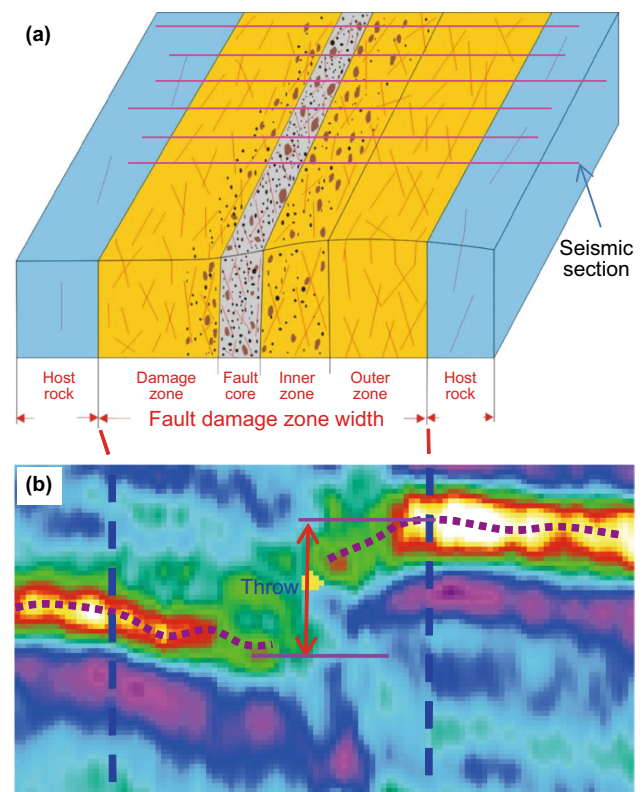 (a)
Seismic
section
Host
rock
Damage
zone
Fault
core
Inner
zone
Outer
zone
Host
rock
Fault damage zone width
(b)
Throw